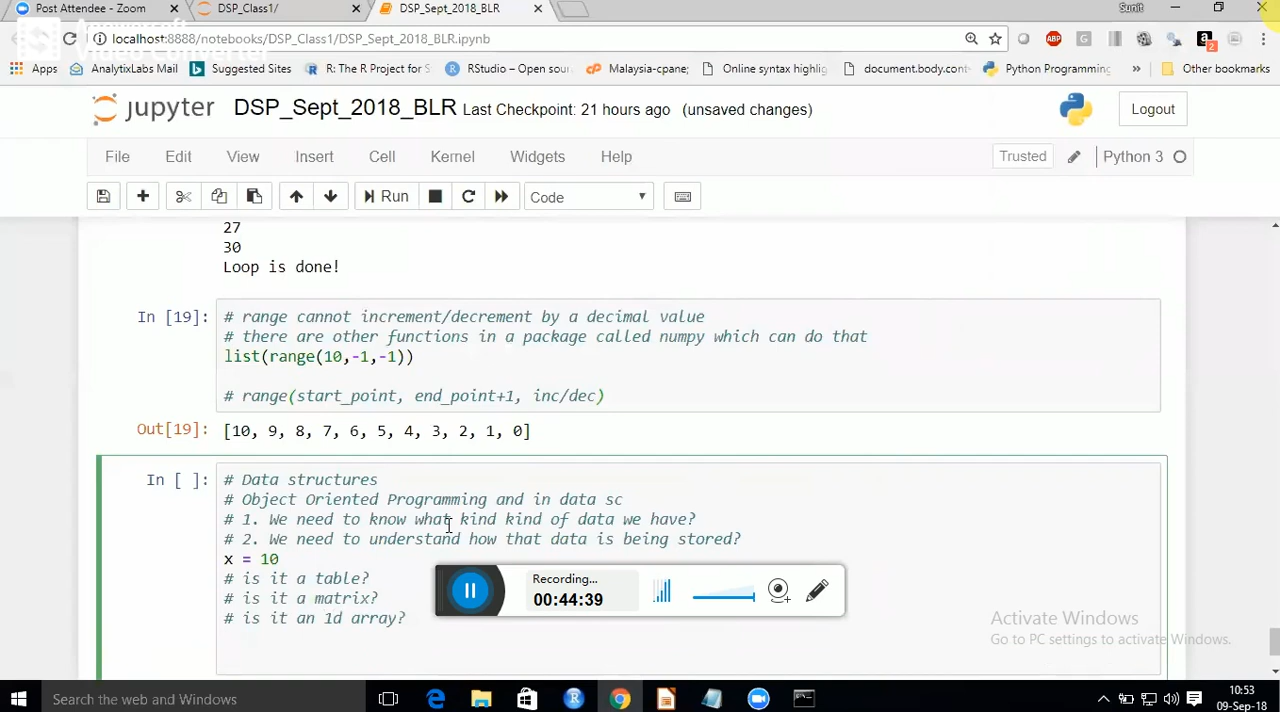 Post Attendee - Zoom
DSP_Class1/
DSP_Sept_2018_BLR
Sunit
localhost:8888/notebooks/DSP_Class1/DSP_Sept_2018_BLR.ipynb
ABP
G
2
Apps
AnalytixLabs Mail
Suggested Sites
R: The R Project for S
RStudio – Open sour
Malaysia-cpane;
Online syntax highlig
document.body.cont
Python Programming
»
Other bookmarks
jupyter
DSP_Sept_2018_BLR Last Checkpoint: 21 hours ago (unsaved changes)
Logout
File Edit View Insert Cell Kernel Widgets Help
Trusted
Python 3
Run
Code
27
30
Loop is done!
In [19]:
# range cannot increment/decrement by a decimal value
# there are other functions in a package called numpy which can do that
list(range(10,-1,-1))
# range(start_point, end_point+1, inc/dec)
Out[19]: [10, 9, 8, 7, 6, 5, 4, 3, 2, 1, 0]
In [ ]:
# Data structures
# Object Oriented Programming and in data sc
# 1. We need to know what kind kind of data we have?
# 2. We need to understand how that data is being stored?
x = 10
# is it a table?
# is it a matrix?
# is it an 1d array?
Recording...
00:44:39
Activate Windows
Go to PC settings to activate Windows.
Search the web and Windows
10:53
09-Sep-18